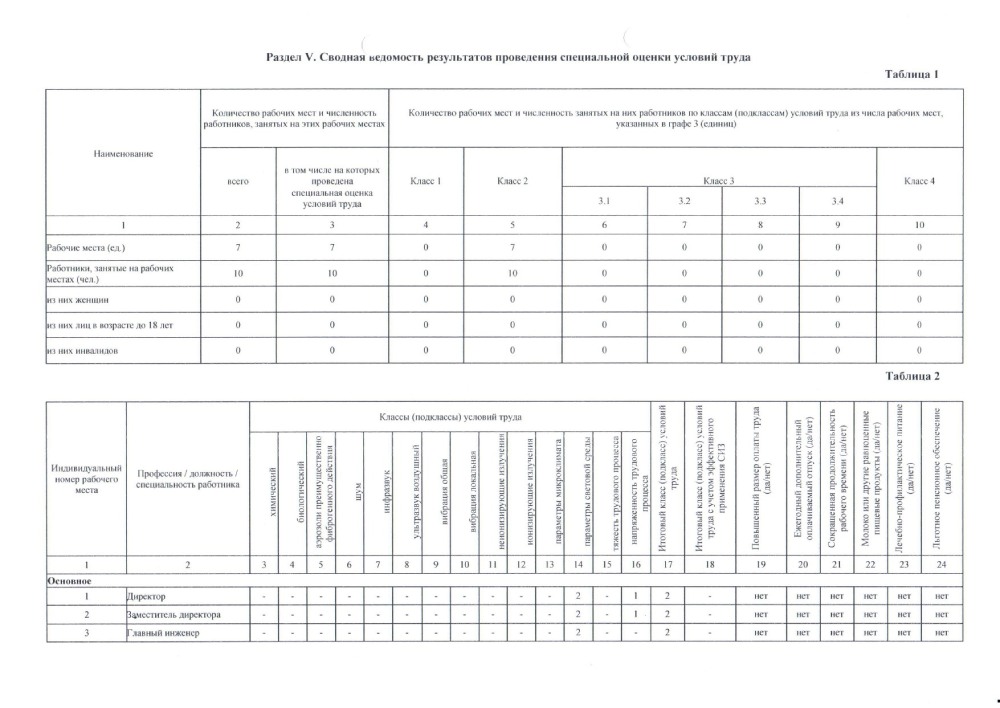 Раздел V. Сводная ведомость результатов проведения специальной оценки условий труда
Таблица 1
Наименование
Количество рабочих мест и численность
работников, занятых на этих рабочих местах
Количество рабочих мест и численность занятых на них работников по классам (подклассам) условий труда из числа рабочих мест,
указанных в графе 3 (единиц)
всего
в том числе на которых
проведена
специальная оценка
условий труда
Класс 1
Класс 2
Класс 3
Класс 4
3.1 3.2 3.3 3.4
1 2 3 4 5 6 7 8 9 10
Рабочие места (ед.) 7 7 0 7 0 0 0 0 0
Работники, занятые на рабочих
местах (чел.) 10 10 0 10 0 0 0 0 0
из них женщин 0 0 0 0 0 0 0 0 0
из них лиц в возрасте до 18 лет 0 0 0 0 0 0 0 0 0
из них инвалидов 0 0 0 0 0 0 0 0 0
Таблица 2
Индивидуальный
номер рабочего
места
Профессия / должность /
специальность работника
Классы (подклассы) условий труда
химический
биологический
аэрозоли преимущественно
фиброгенного действия
шум
инфразвук
ультразвук воздушный
вибрация общая
вибрация локальная
неионизирующие излучения
ионизирующие излучения
параметры микроклимата
параметры световой среды
тяжесть трудового процесса
напряженность трудового
процесса
Итоговый класс (подкласс) условий
труда
Итоговый класс (подкласс) условий
труда с учетом эффективного
применения СИЗ
Повышенный размер оплаты труда
(да/нет)
Ежегодный дополнительный
оплачиваемый отпуск (да/нет)
Сокращенная продолжительность
рабочего времени (да/нет)
Молоко или другие равноценные
пищевые продукты (да/нет)
Лечебно-профилактическое питание
(да/нет)
Льготное пенсионное обеспечение
(да/нет)
1 2 3 4 5 6 7 8 9 10 11 12 13 14 15 16 17 18 19 20 21 22 23 24
Основное
1 Директор - - - - - - - - - - - 2 - 1 2 - нет нет нет нет нет нет
2 Заместитель директора - - - - - - - - - - - 2 - 1 2 - нет нет нет нет нет нет
3 Главный инженер - - - - - - - - - - - 2 - - 2 - нет нет нет нет нет нет